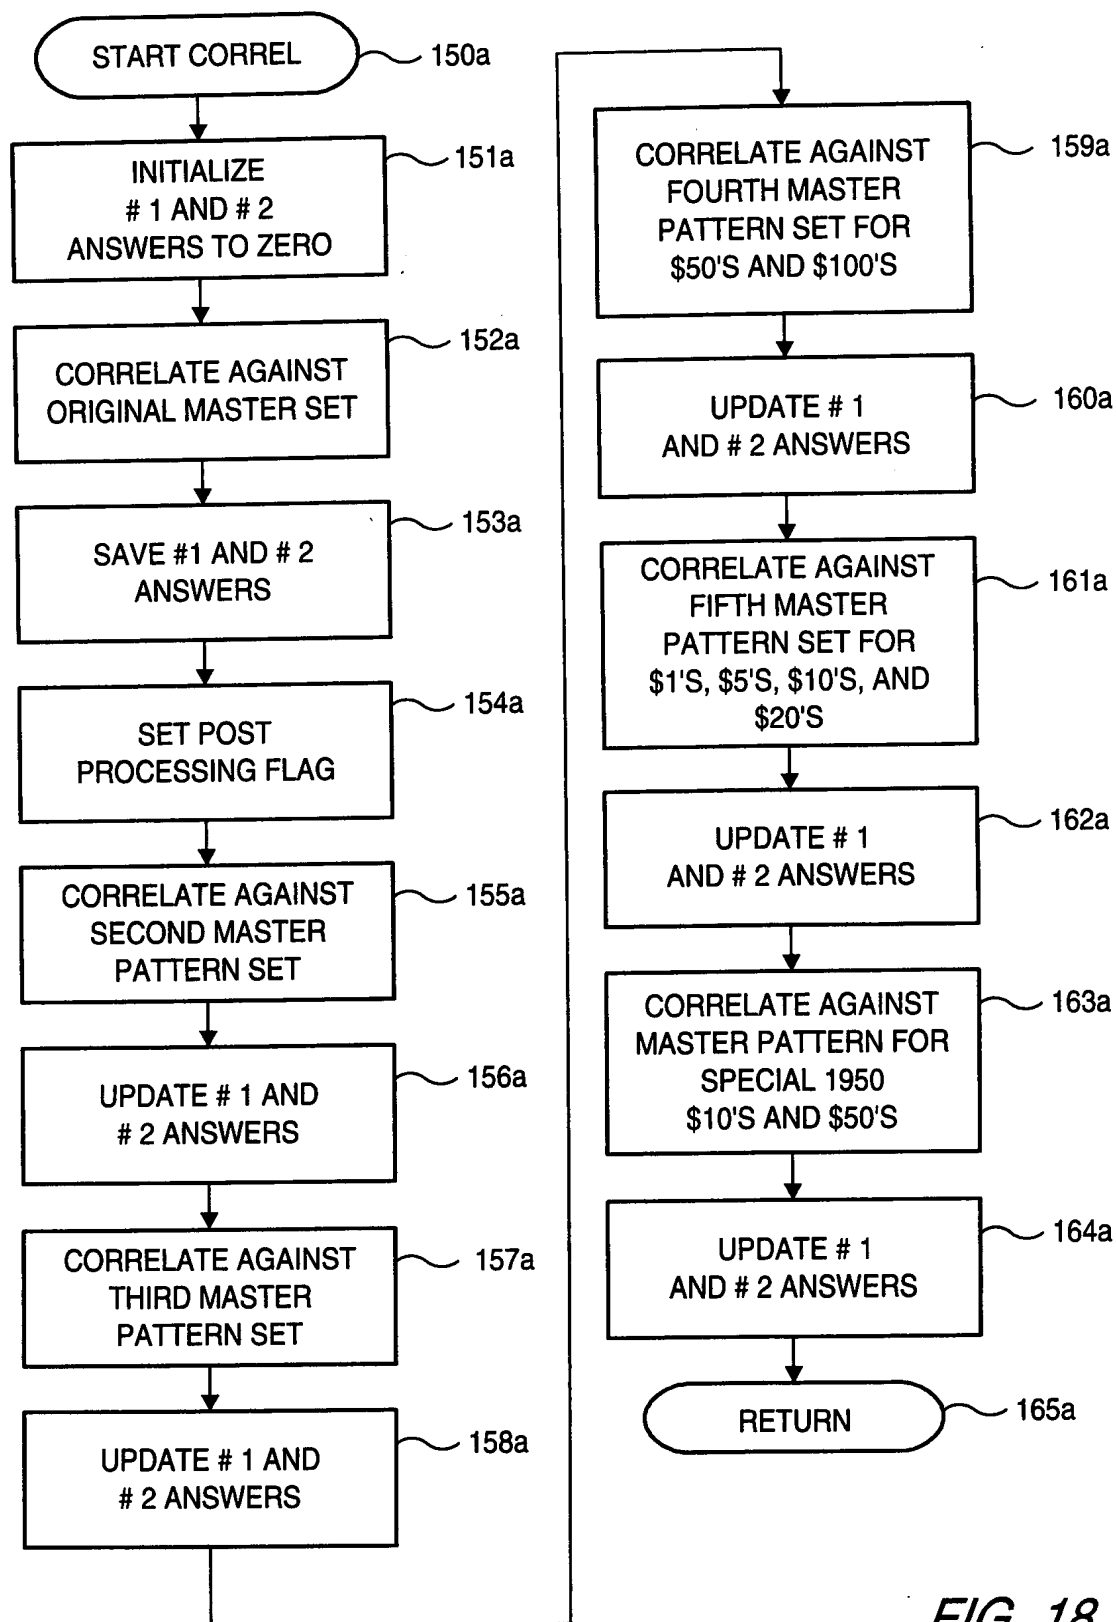 START CORREL
150a
INITIALIZE
# 1 AND # 2
ANSWERS TO ZERO
151a
CORRELATE AGAINST
ORIGINAL MASTER SET
152a
SAVE #1 AND # 2
ANSWERS
153a
SET POST
PROCESSING FLAG
154a
CORRELATE AGAINST
SECOND MASTER
PATTERN SET
155a
UPDATE # 1 AND
# 2 ANSWERS
156a
CORRELATE AGAINST
THIRD MASTER
PATTERN SET
157a
UPDATE # 1 AND
# 2 ANSWERS
158a
CORRELATE AGAINST
FOURTH MASTER
PATTERN SET FOR
$50'S AND $100'S
159a
UPDATE # 1
AND # 2 ANSWERS
160a
CORRELATE AGAINST
FIFTH MASTER
PATTERN SET FOR
$1'S, $5'S, $10'S, AND
$20'S
161a
UPDATE # 1
AND # 2 ANSWERS
162a
CORRELATE AGAINST
MASTER PATTERN FOR
SPECIAL 1950
$10'S AND $50'S
163a
UPDATE # 1
AND # 2 ANSWERS
164a
RETURN
165a
FIG. 18